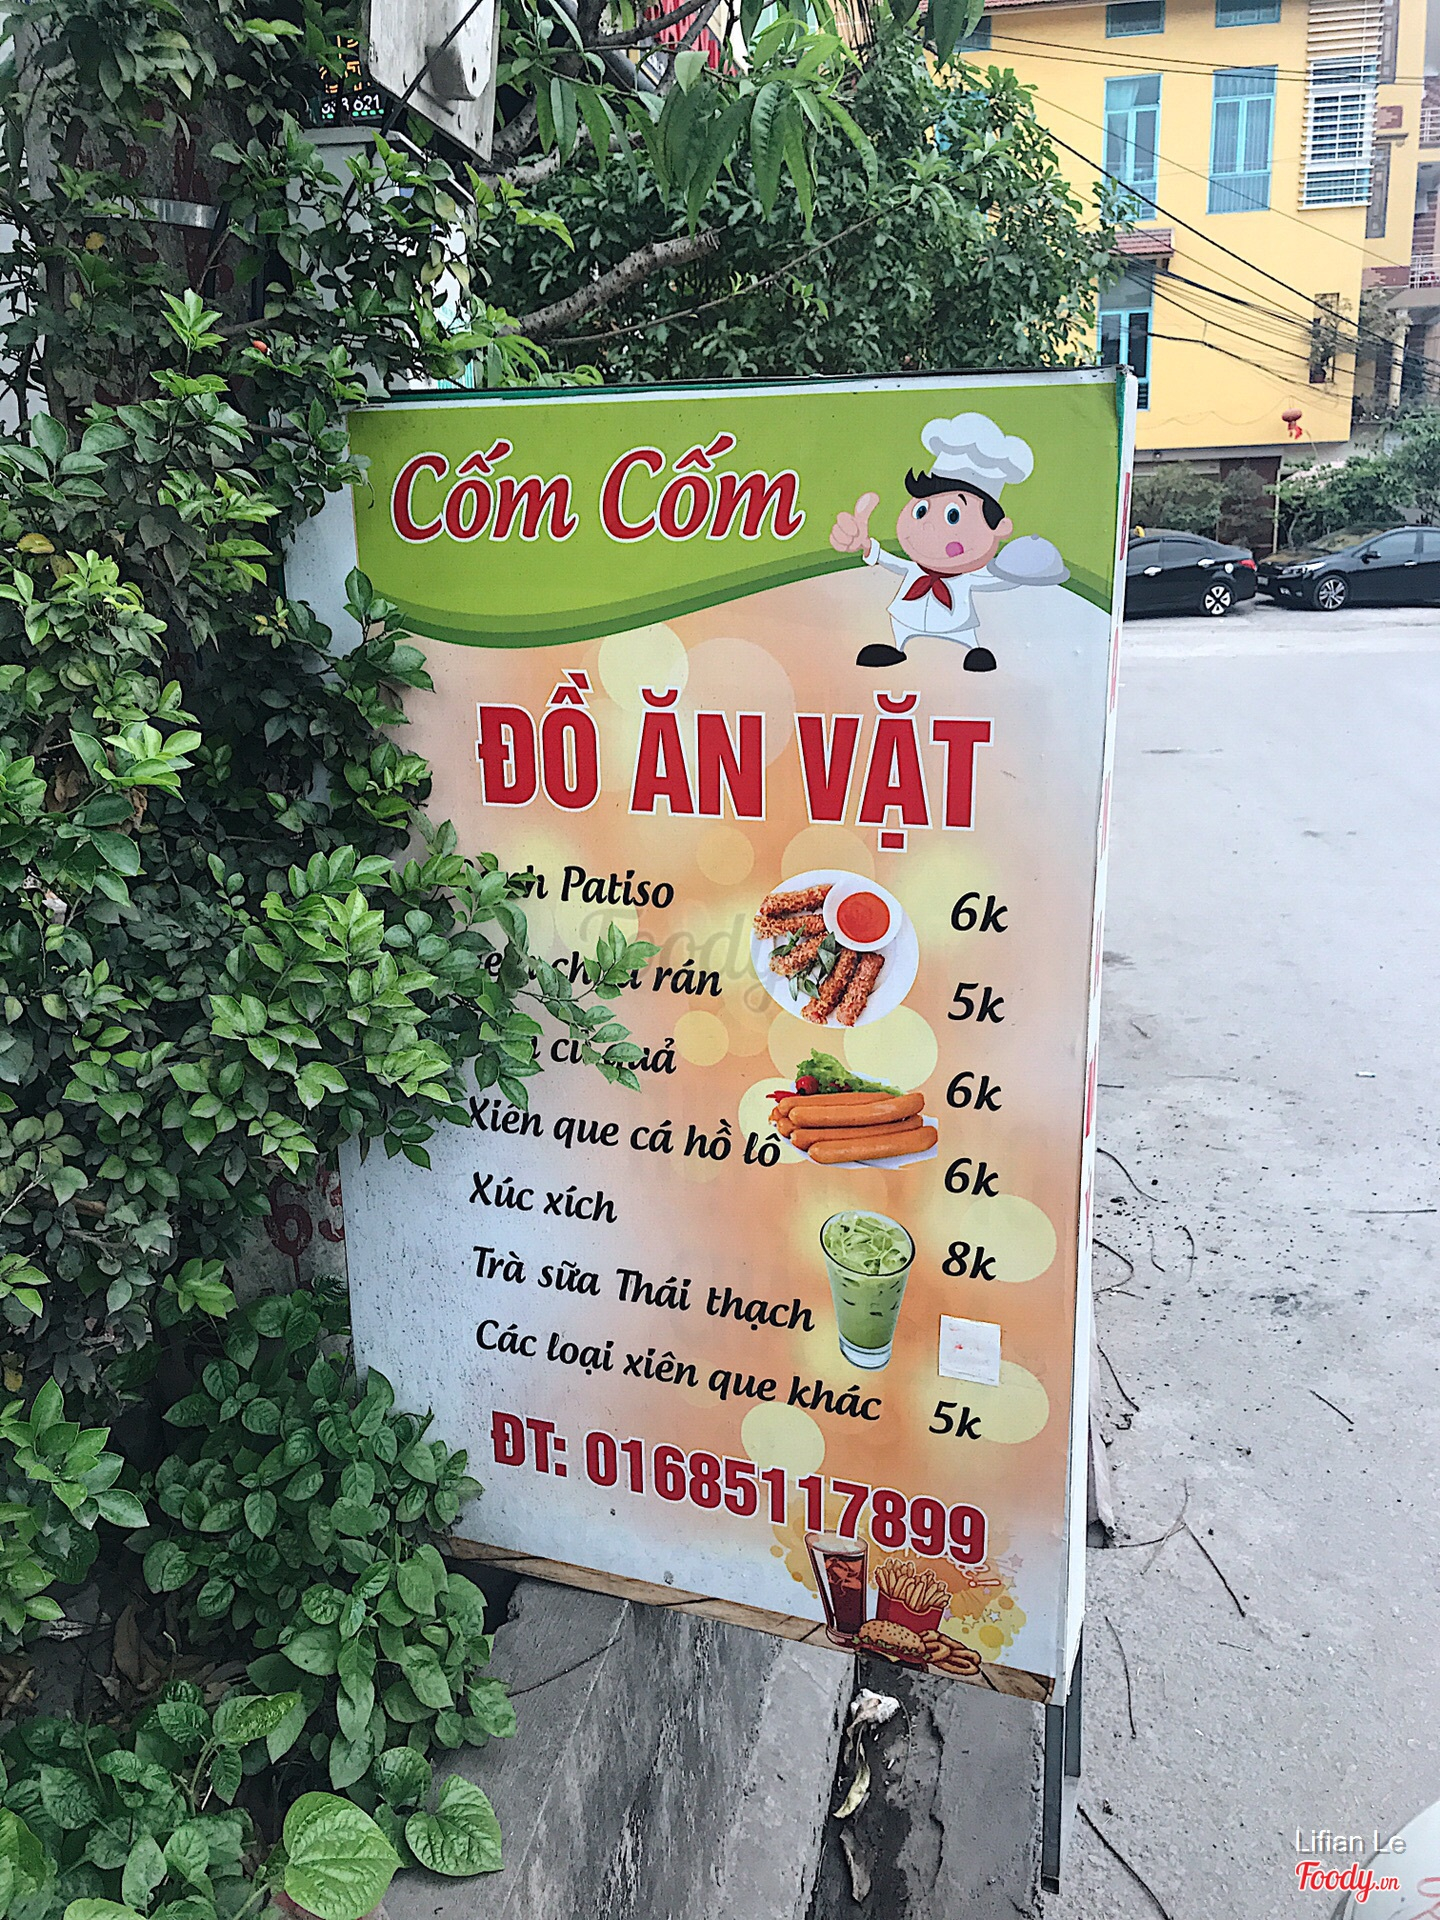 Cốm Cốm
ĐỒ ĂN VẶT
Patiso 6k
rán 5k
6k
Xiên que cá hồ lô 6k
Xúc xích 8k
Trà sữa Thái thạch
Các loại xiên que khác 5k
ĐT: 01685117899
Foody
Lifian Le
Foody.vn